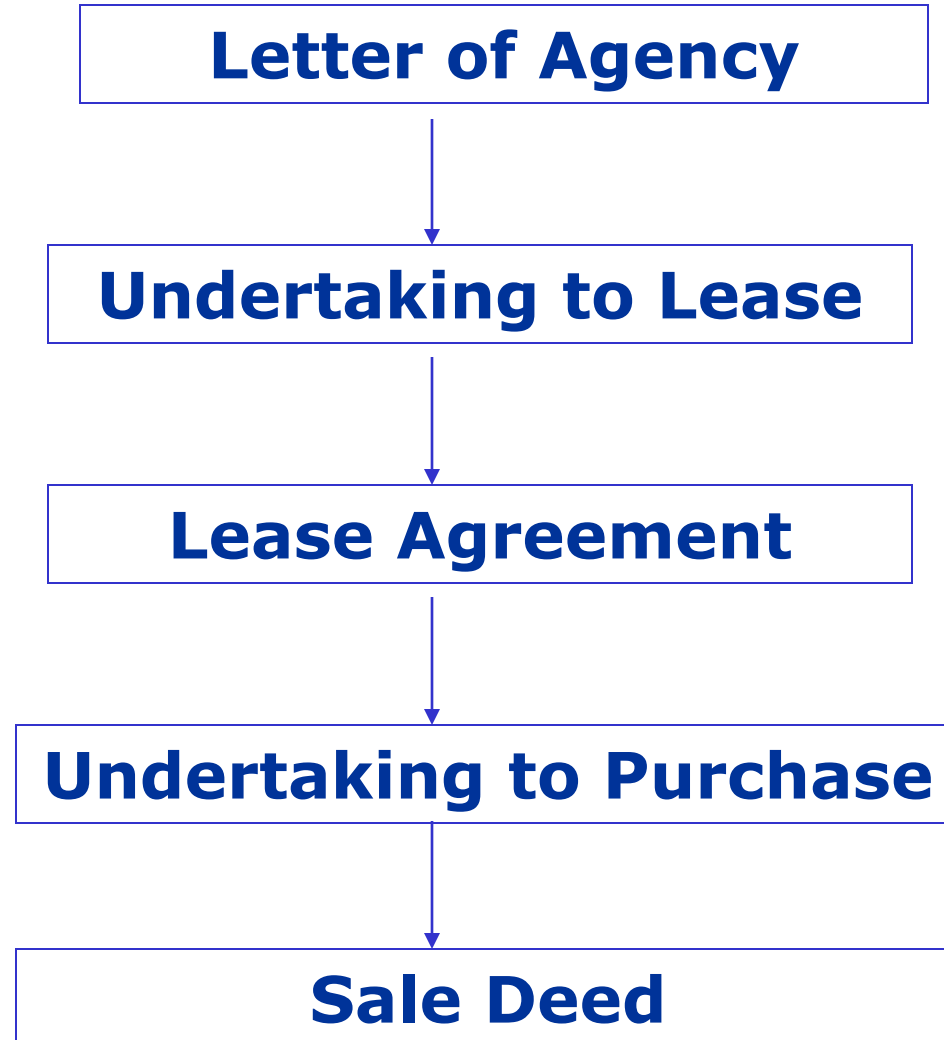 Letter of Agency
Undertaking to Lease
Lease Agreement
Undertaking to Purchase
Sale Deed